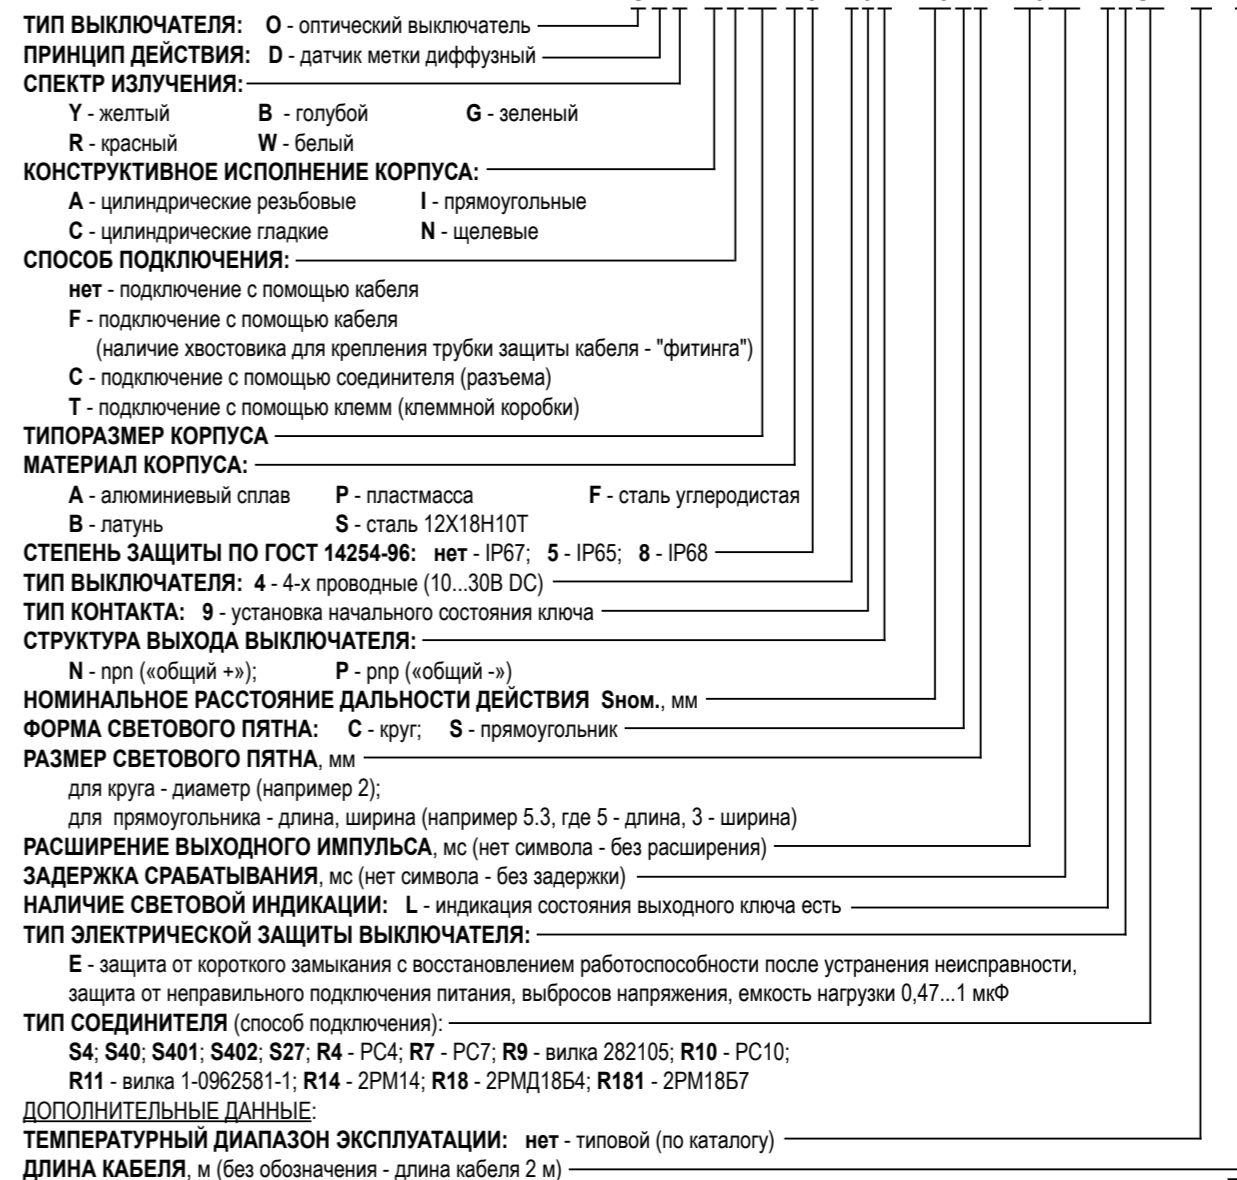 ТИП ВЫКЛЮЧАТЕЛЯ: O - оптический выключатель
ПРИНЦИП ДЕЙСТВИЯ: D - датчик метки диффузный
СПЕКТР ИЗЛУЧЕНИЯ:
Y - желтый B - голубой G - зеленый
R - красный W - белый
КОНСТРУКТИВНОЕ ИСПОЛНЕНИЕ КОРПУСА:
A - цилиндрические резьбовые I - прямоугольные
C - цилиндрические гладкие N - щелевые
СПОСОБ ПОДКЛЮЧЕНИЯ:
нет - подключение с помощью кабеля
F - подключение с помощью кабеля
(наличие хвостовика для крепления трубки защиты кабеля - "фитинга")
C - подключение с помощью соединителя (разъема)
T - подключение с помощью клемм (клеммной коробки)
ТИПОРАЗМЕР КОРПУСА
МАТЕРИАЛ КОРПУСА:
A - алюминиевый сплав P - пластмасса F - сталь углеродистая
B - латунь S - сталь 12Х18Н10Т
СТЕПЕНЬ ЗАЩИТЫ ПО ГОСТ 14254-96: нет - IP67; 5 - IP65; 8 - IP68
ТИП ВЫКЛЮЧАТЕЛЯ: 4 - 4-х проводные (10...30В DC)
ТИП КОНТАКТА: 9 - установка начального состояния ключа
СТРУКТУРА ВЫХОДА ВЫКЛЮЧАТЕЛЯ:
N - npn («общий +»); P - pnp («общий -»)
НОМИНАЛЬНОЕ РАССТОЯНИЕ ДАЛЬНОСТИ ДЕЙСТВИЯ Sном., мм
ФОРМА СВЕТОВОГО ПЯТНА: C - круг; S - прямоугольник
РАЗМЕР СВЕТОВОГО ПЯТНА, мм
для круга - диаметр (например 2);
для прямоугольника - длина, ширина (например 5.3, где 5 - длина, 3 - ширина)
РАСШИРЕНИЕ ВЫХОДНОГО ИМПУЛЬСА, мс (нет символа - без расширения)
ЗАДЕРЖКА СРАБАТЫВАНИЯ, мс (нет символа - без задержки)
НАЛИЧИЕ СВЕТОВОЙ ИНДИКАЦИИ: L - индикация состояния выходного ключа есть
ТИП ЭЛЕКТРИЧЕСКОЙ ЗАЩИТЫ ВЫКЛЮЧАТЕЛЯ:
E - защита от короткого замыкания с восстановлением работоспособности после устранения неисправности,
защита от неправильного подключения питания, выбросов напряжения, емкость нагрузки 0,47...1 мкФ
ТИП СОЕДИНИТЕЛЯ (способ подключения):
S4; S40; S401; S402; S27; R4 - РС4; R7 - РС7; R9 - вилка 282105; R10 - РС10;
R11 - вилка 1-0962581-1; R14 - 2РМ14; R18 - 2РМД18Б4; R181 - 2РМ18Б7
ДОПОЛНИТЕЛЬНЫЕ ДАННЫЕ:
ТЕМПЕРАТУРНЫЙ ДИАПАЗОН ЭКСПЛУАТАЦИИ: нет - типовой (по каталогу)
ДЛИНА КАБЕЛЯ, м (без обозначения - длина кабеля 2 м)